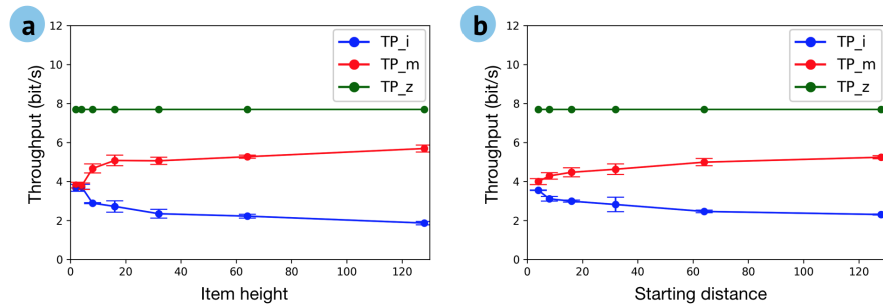 a
Throughput (bit/s)
12
10
8
6
4
2
0
TP_i
TP_m
TP_z
0 20 40 60 80 100 120
Item height
b
Throughput (bit/s)
12
10
8
6
4
2
0
TP_i
TP_m
TP_z
0 20 40 60 80 100 120
Starting distance